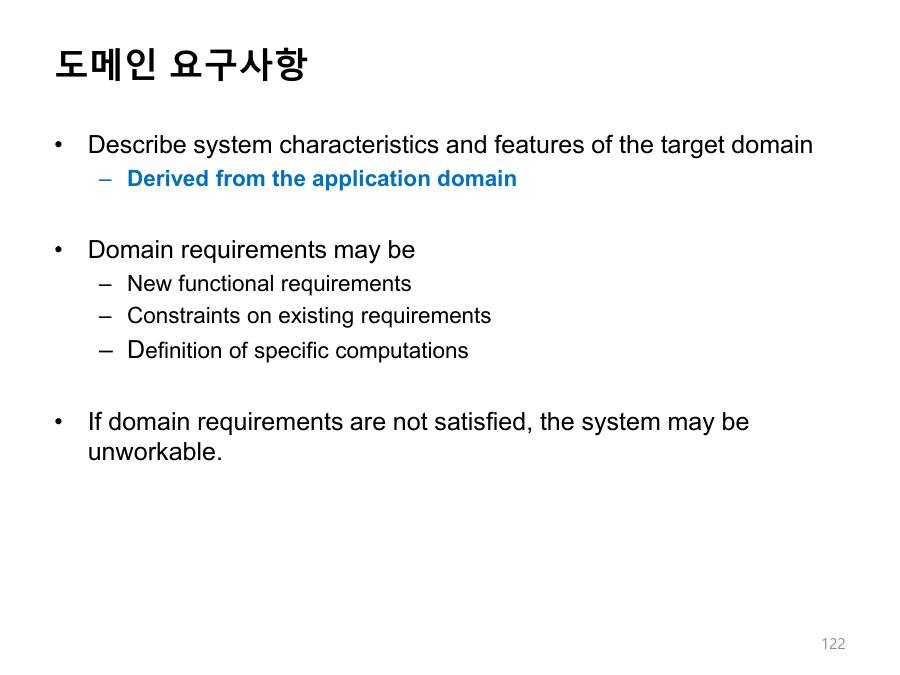 도메인 요구사항
• Describe system characteristics and features of the target domain
– Derived from the application domain
• Domain requirements may be
– New functional requirements
– Constraints on existing requirements
– Definition of specific computations
• If domain requirements are not satisfied, the system may be
unworkable.
122